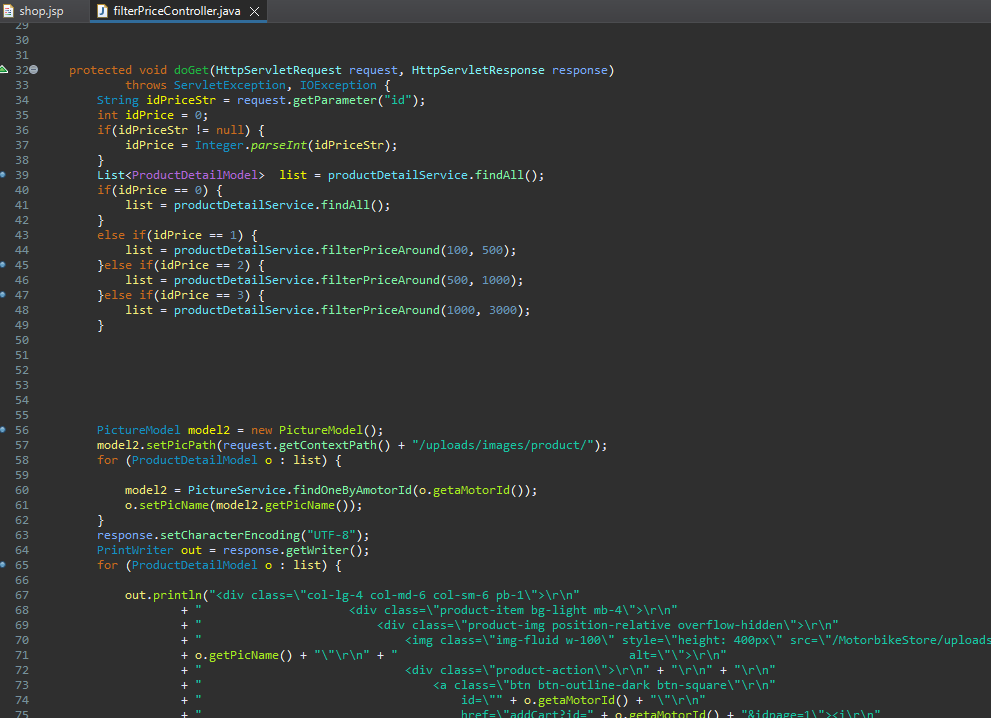 shop.jsp filterPriceController.java
29
30
31
32 protected void doGet(HttpServletRequest request, HttpServletResponse response)
33 throws ServletException, IOException {
34 String idPriceStr = request.getParameter("id");
35 int idPrice = 0;
36 if(idPriceStr != null) {
37 idPrice = Integer.parseInt(idPriceStr);
38 }
39 List<ProductDetailModel> list = productDetailService.findAll();
40 if(idPrice == 0) {
41 list = productDetailService.findAll();
42 }
43 else if(idPrice == 1) {
44 list = productDetailService.filterPriceAround(100, 500);
45 }else if(idPrice == 2) {
46 list = productDetailService.filterPriceAround(500, 1000);
47 }else if(idPrice == 3) {
48 list = productDetailService.filterPriceAround(1000, 3000);
49 }
50
51
52
53
54
55
56 PictureModel model2 = new PictureModel();
57 model2.setPicPath(request.getContextPath() + "/uploads/images/product/");
58 for (ProductDetailModel o : list) {
59
60 model2 = PictureService.findOneByAmotorId(o.getaMotorId());
61 o.setPicName(model2.getPicName());
62 }
63 response.setCharacterEncoding("UTF-8");
64 PrintWriter out = response.getWriter();
65 for (ProductDetailModel o : list) {
66
67 out.println("<div class=\"col-lg-4 col-md-6 col-sm-6 pb-1\">\r\n"
68 + " <div class=\"product-item bg-light mb-4\">\r\n"
69 + " <div class=\"product-img position-relative overflow-hidden\">\r\n"
70 + " <img class=\"img-fluid w-100\" style=\"height: 400px\" src=\"/MotorbikeStore/uploads
71 + o.getPicName() + "\"\r\n" + " alt=\"\">\r\n"
72 + " <div class=\"product-action\">\r\n" + "\r\n" + "\r\n"
73 + " <a class=\"btn btn-outline-dark btn-square\"\r\n"
74 + " id=\"" + o.getaMotorId() + "\"\r\n"
75 + " href=\"addCart?id=" + o.getaMotorId() + "&idpage=1\"><i\r\n"